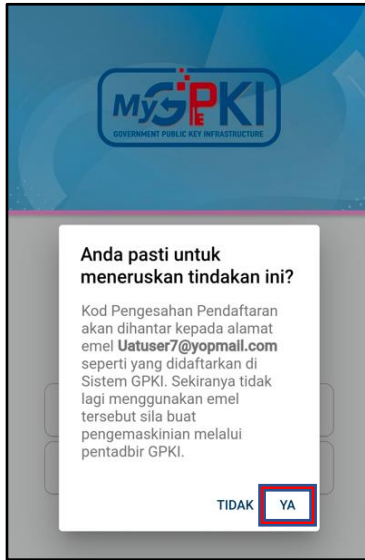 MyGPKI
GOVERNMENT PUBLIC KEY INFRASTRUCTURE
Anda pasti untuk
meneruskan tindakan ini?
Kod Pengesahan Pendaftaran
akan dihantar kepada alamat
emel Uatuser7@yopmail.com
seperti yang didaftarkan di
Sistem GPKI. Sekiranya tidak
lagi menggunakan emel
tersebut sila buat
pengemaskinian melalui
pentadbir GPKI.
TIDAK YA